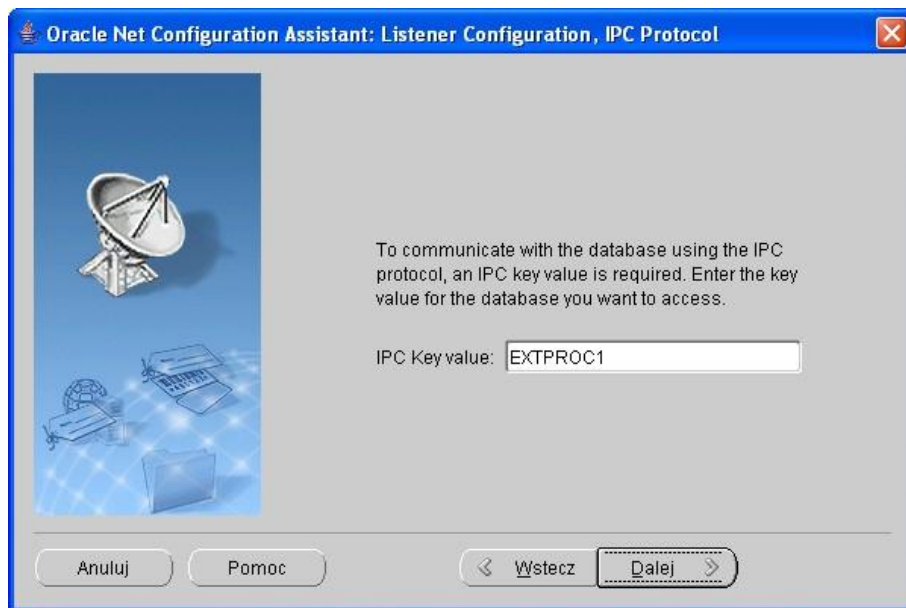 Oracle Net Configuration Assistant: Listener Configuration, IPC Protocol
To communicate with the database using the IPC
protocol, an IPC key value is required. Enter the key
value for the database you want to access.
IPC Key value: EXTPROC1
Anuluj Pomoc Wstecz Dalej